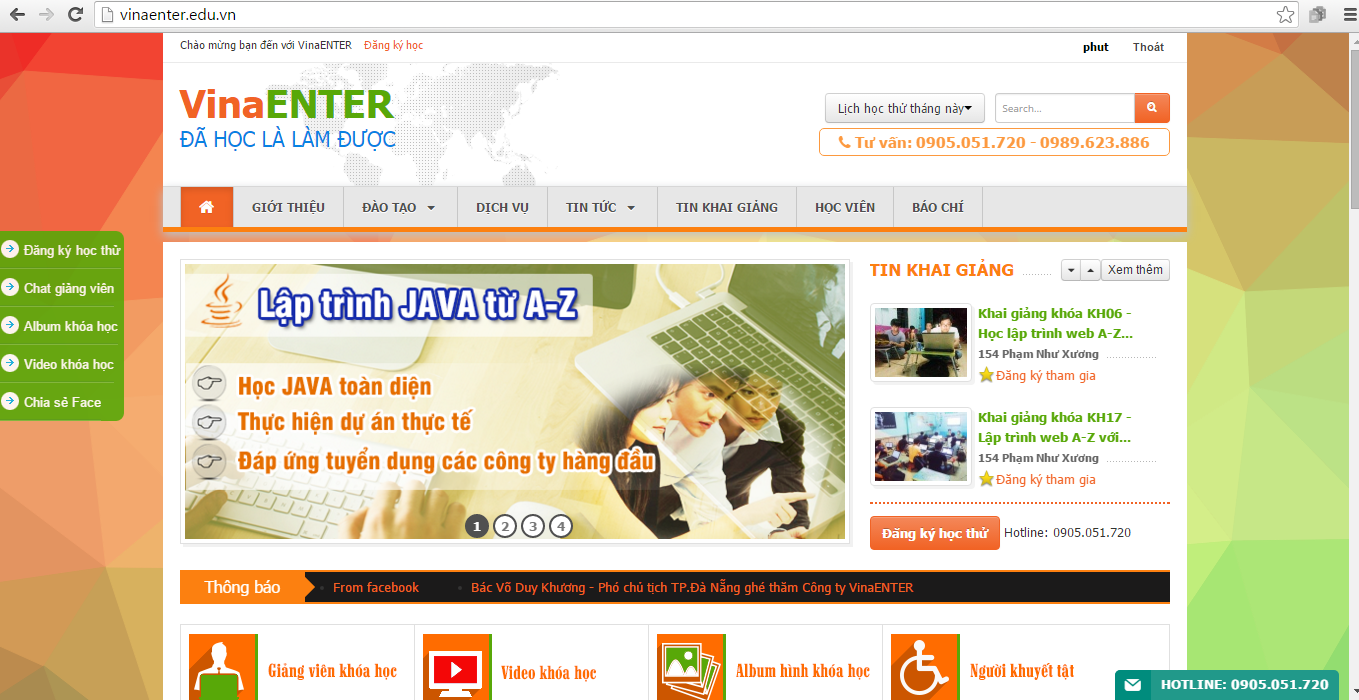 vinaenter.edu.vn
Chào mừng bạn đến với VinaENTER Đăng ký học
phut Thoát
VinaENTER
ĐÃ HỌC LÀ LÀM ĐƯỢC
Lịch học thử tháng này
Search...
Tư vấn: 0905.051.720 - 0989.623.886
GIỚI THIỆU ĐÀO TẠO DỊCH VỤ TIN TỨC TIN KHAI GIẢNG HỌC VIÊN BÁO CHÍ
Đăng ký học thử
Chat giảng viên
Album khóa học
Video khóa học
Chia sẻ Face
Lập trình JAVA từ A-Z
Học JAVA toàn diện
Thực hiện dự án thực tế
Đáp ứng tuyển dụng các công ty hàng đầu
1 2 3 4
TIN KHAI GIẢNG
Xem thêm
Khai giảng khóa KH06 -
Học lập trình web A-Z...
154 Phạm Như Xương
Đăng ký tham gia
Khai giảng khóa KH17 -
Lập trình web A-Z với...
154 Phạm Như Xương
Đăng ký tham gia
Đăng ký học thử Hotline: 0905.051.720
Thông báo
From facebook
Bác Võ Duy Khương - Phó chủ tịch TP.Đà Nẵng ghé thăm Công ty VinaENTER
Giảng viên khóa học
Video khóa học
Album hình khóa học
Người khuyết tật
HOTLINE: 0905.051.720